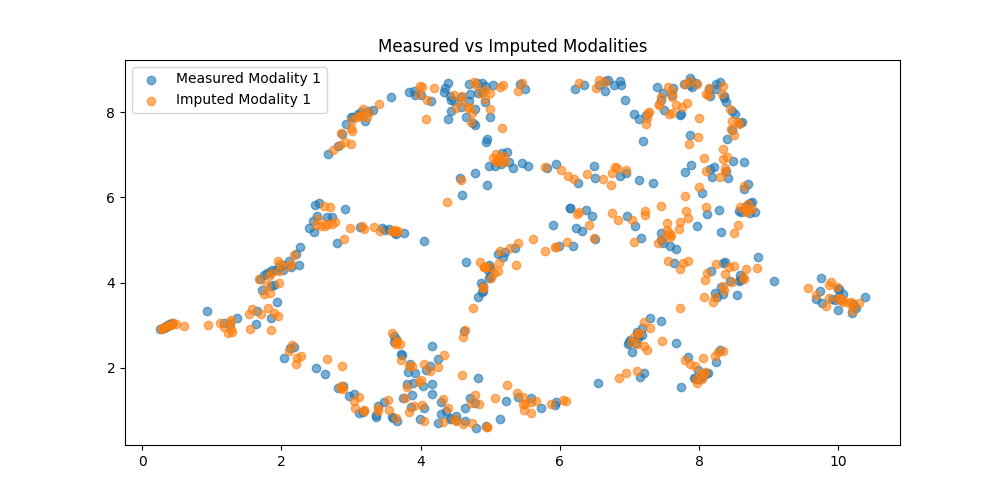 Measured vs Imputed Modalities
Measured Modality 1
Imputed Modality 1
8
6
4
2
0 2 4 6 8 10